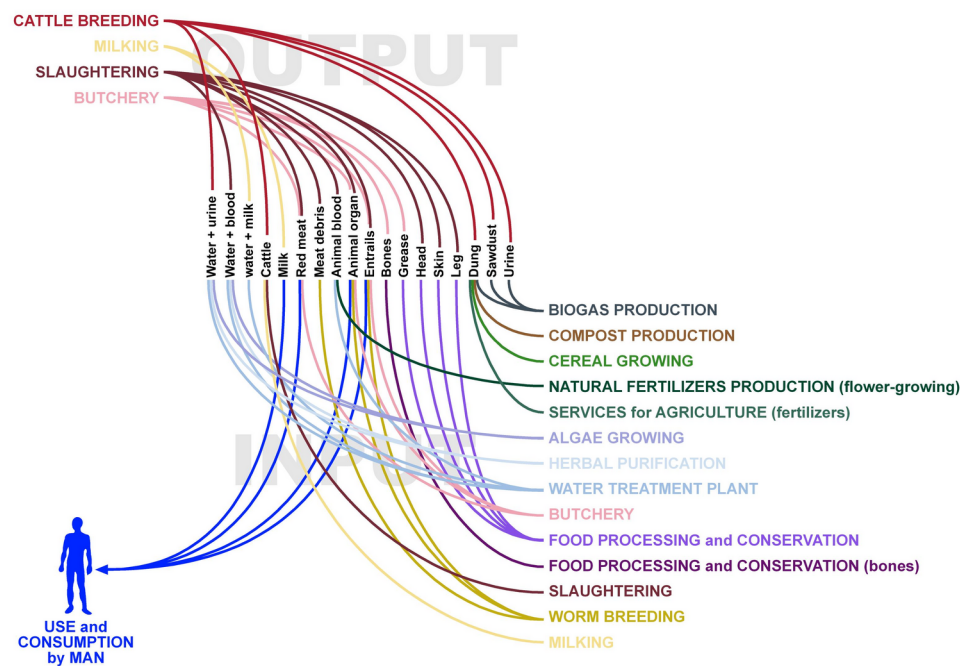 OUTPUT
CATTLE BREEDING
MILKING
SLAUGHTERING
BUTCHERY
Water + urine
Water + blood
water + milk
Cattle
Milk
Red meat
Meat debris
Animal blood
Animal organ
Entrails
Bones
Grease
Head
Skin
Leg
Dung
Sawdust
Urine
BIOGAS PRODUCTION
COMPOST PRODUCTION
CEREAL GROWING
NATURAL FERTILIZERS PRODUCTION (flower-growing)
SERVICES for AGRICULTURE (fertilizers)
ALGAE GROWING
INPUT
HERBAL PURIFICATION
WATER TREATMENT PLANT
BUTCHERY
FOOD PROCESSING and CONSERVATION
FOOD PROCESSING and CONSERVATION (bones)
SLAUGHTERING
WORM BREEDING
MILKING
USE and
CONSUMPTION
by MAN